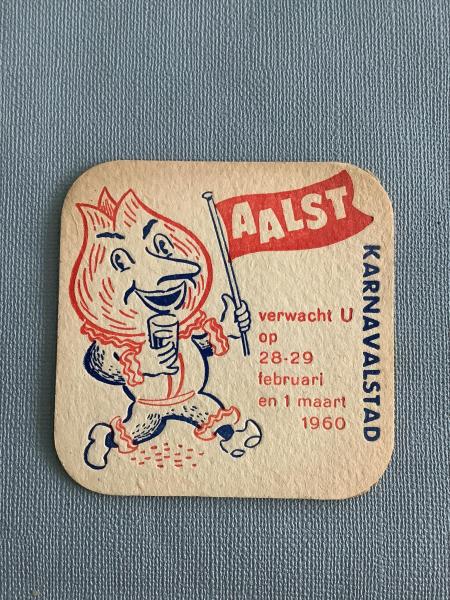 AALST
KARNAVALSTAD
verwacht U
op
28-29
februari
en 1 maart
1960